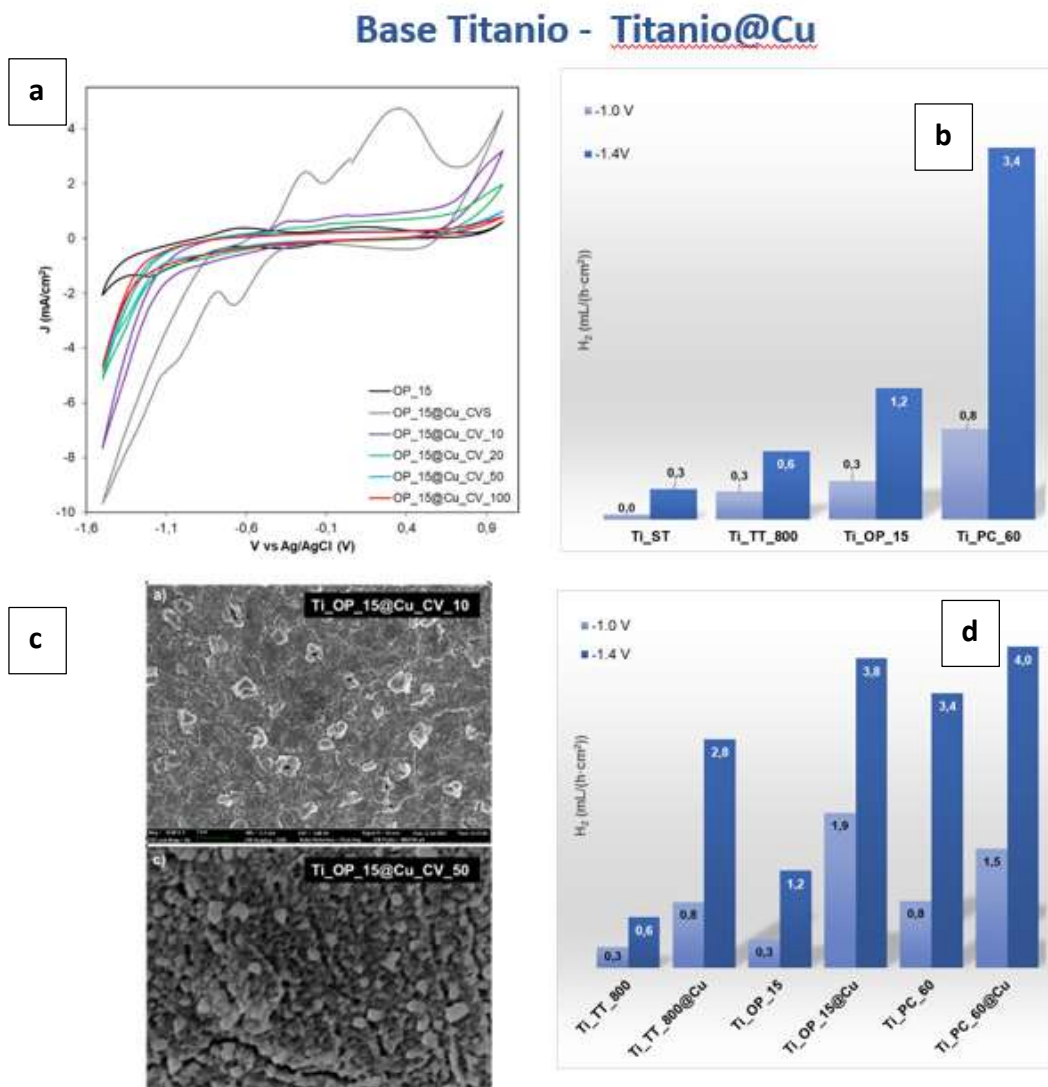 Base Titanio - Titanio@Cu
a
4
2
0
-2
-4
-6
-8
-10
J (mA/cm²)
OP_15
OP_15@Cu_CVS
OP_15@Cu_CV_10
OP_15@Cu_CV_20
OP_15@Cu_CV_50
OP_15@Cu_CV_100
-1,6 -1,1 -0,6 -0,1 0,4 0,9
V vs Ag/AgCl (V)
b
-1.0 V
-1.4V
H₂ (mL/(h·cm²))
0,0 0,3 0,3 0,6 0,3 1,2 0,8 3,4
Ti_ST Ti_TT_800 Ti_OP_15 Ti_PC_60
c
a)
Ti_OP_15@Cu_CV_10
c)
Ti_OP_15@Cu_CV_50
d
-1.0 V
-1.4 V
H₂ (mL/(h·cm²))
0,3 0,6 0,8 2,8 0,3 1,2 1,9 3,8 0,8 3,4 1,5 4,0
Ti_TT_800 Ti_TT_800@Cu Ti_OP_15 Ti_OP_15@Cu Ti_PC_60 Ti_PC_60@Cu